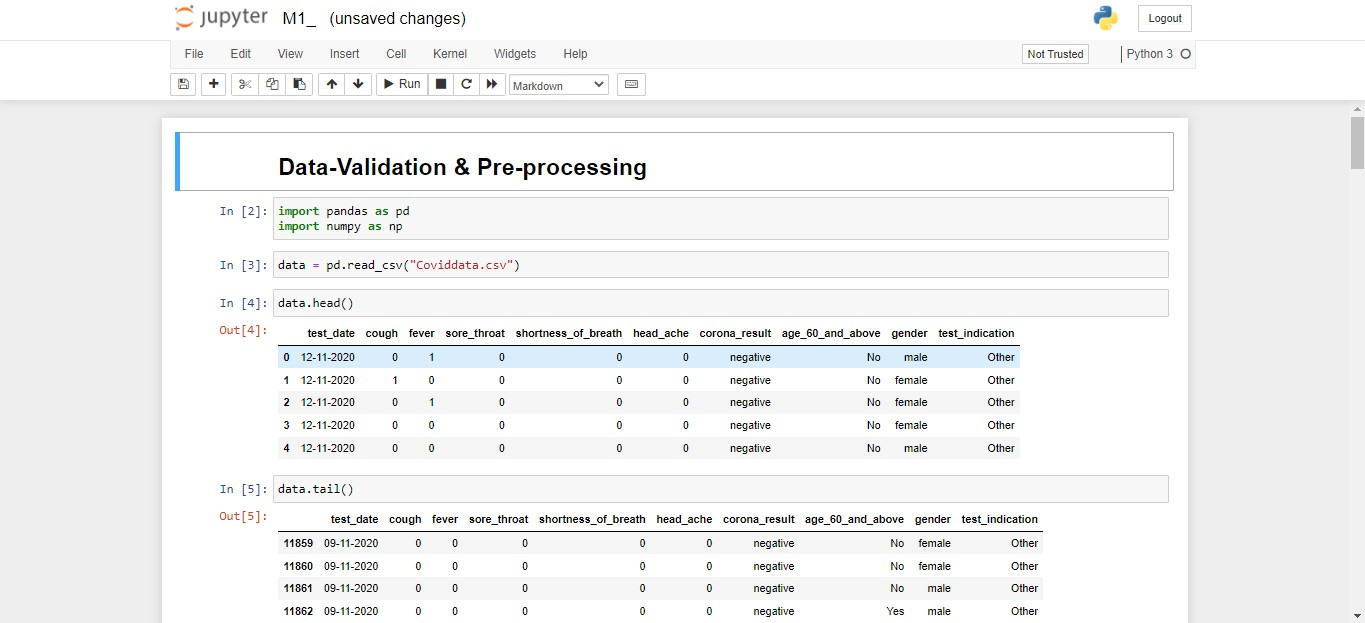 jupyter M1_ (unsaved changes) Logout
File Edit View Insert Cell Kernel Widgets Help Not Trusted Python 3
Run Markdown
Data-Validation & Pre-processing
In [2]: import pandas as pd
import numpy as np
In [3]: data = pd.read_csv("Coviddata.csv")
In [4]: data.head()
Out[4]:
test_date cough fever sore_throat shortness_of_breath head_ache corona_result age_60_and_above gender test_indication
0 12-11-2020 0 1 0 0 0 negative No male Other
1 12-11-2020 1 0 0 0 0 negative No female Other
2 12-11-2020 0 1 0 0 0 negative No female Other
3 12-11-2020 0 0 0 0 0 negative No female Other
4 12-11-2020 0 0 0 0 0 negative No male Other
In [5]: data.tail()
Out[5]:
test_date cough fever sore_throat shortness_of_breath head_ache corona_result age_60_and_above gender test_indication
11859 09-11-2020 0 0 0 0 0 negative No female Other
11860 09-11-2020 0 0 0 0 0 negative No female Other
11861 09-11-2020 0 0 0 0 0 negative No male Other
11862 09-11-2020 0 0 0 0 0 negative Yes male Other